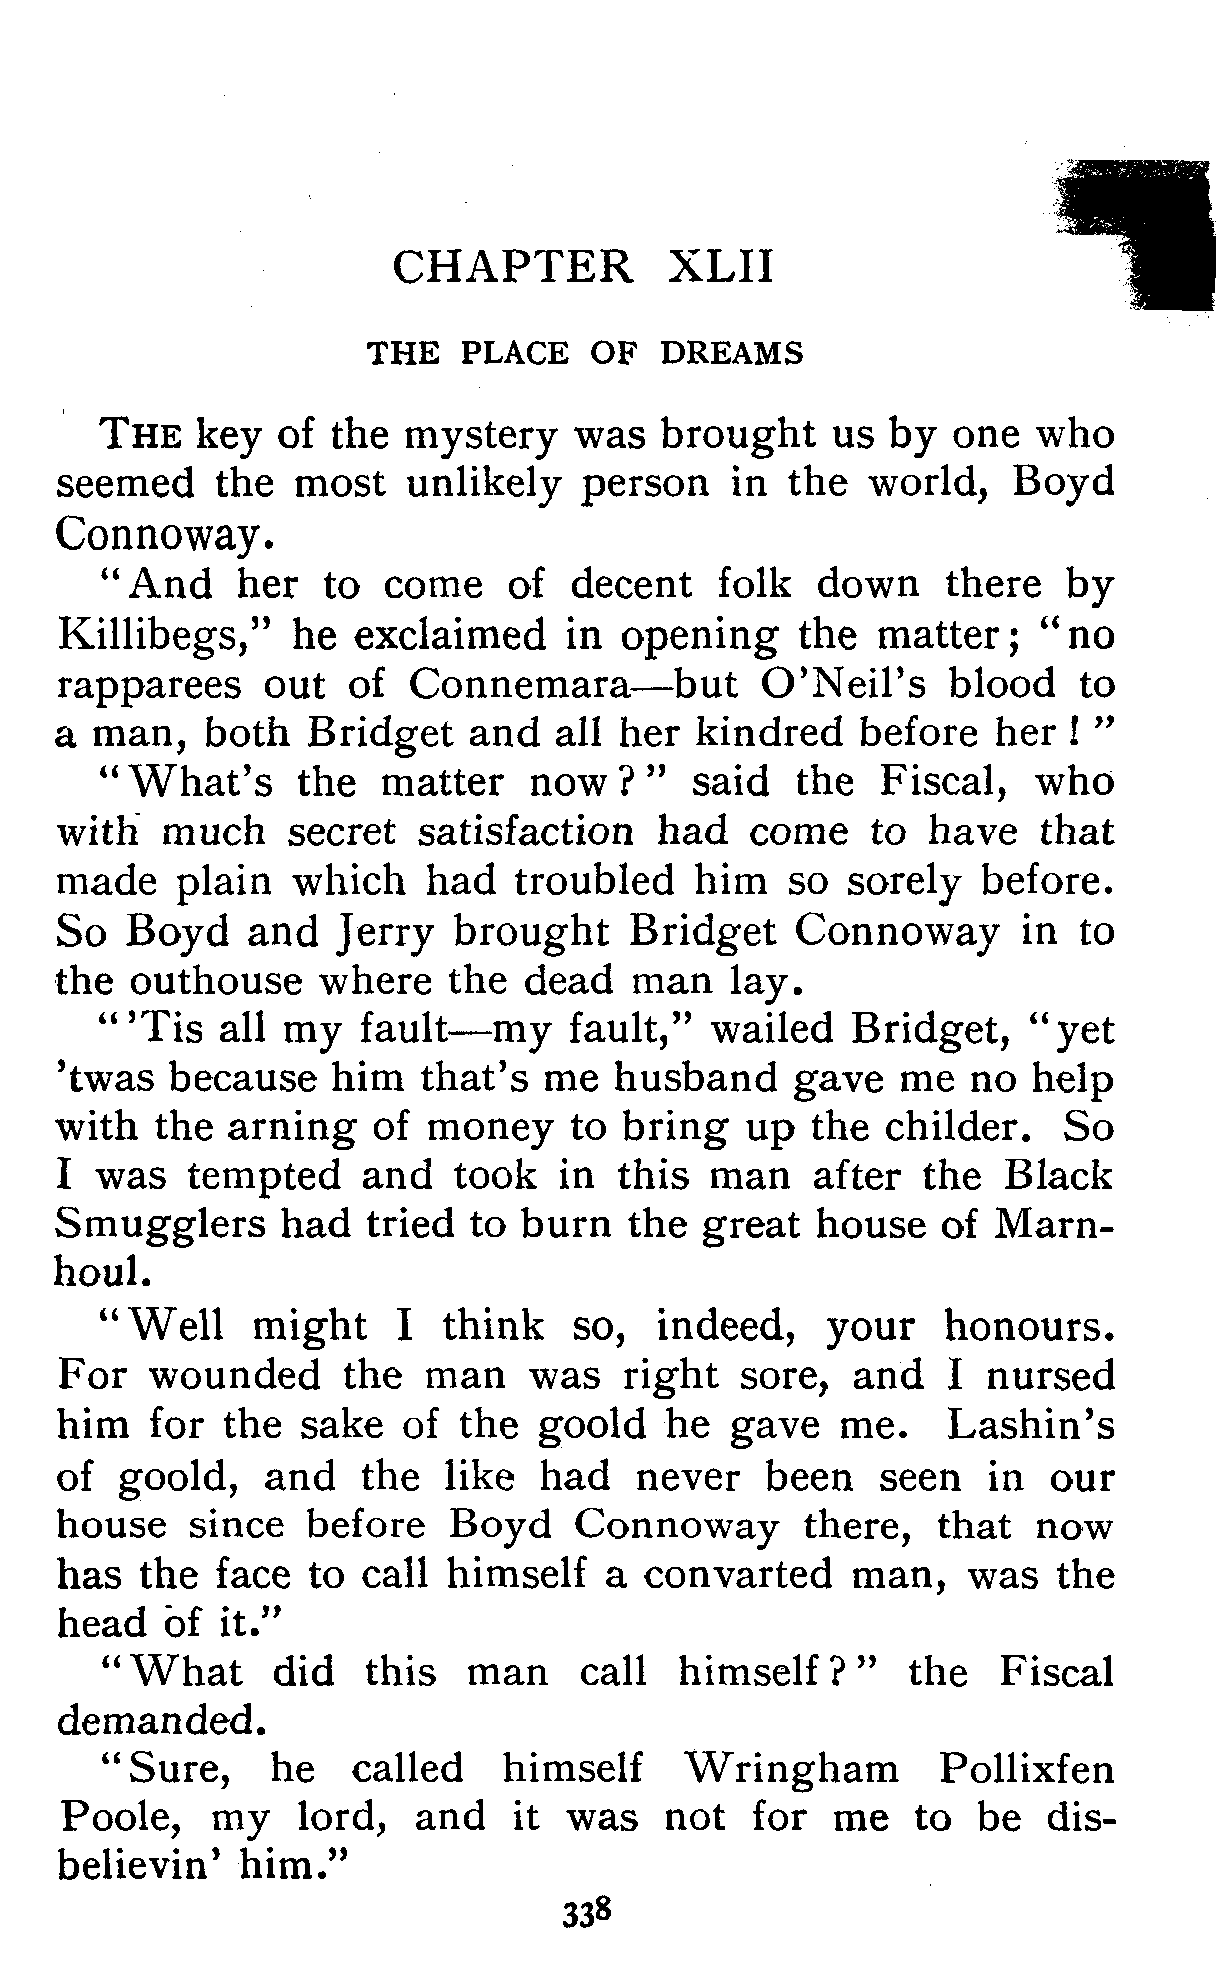 CHAPTER XLII
THE PLACE OF DREAMS
THE key of the mystery was brought us by one who
seemed the most unlikely person in the world, Boyd
Connoway.
"And her to come of decent folk down there by
Killibegs," he exclaimed in opening the matter; "no
rapparees out of Connemara—but O'Neil's blood to
a man, both Bridget and all her kindred before her!"
"What's the matter now?" said the Fiscal, who
with much secret satisfaction had come to have that
made plain which had troubled him so sorely before.
So Boyd and Jerry brought Bridget Connoway in to
the outhouse where the dead man lay.
"'Tis all my fault—my fault," wailed Bridget, "yet
'twas because him that's me husband gave me no help
with the arning of money to bring up the childer. So
I was tempted and took in this man after the Black
Smugglers had tried to burn the great house of Marn-
houl.
"Well might I think so, indeed, your honours.
For wounded the man was right sore, and I nursed
him for the sake of the goold he gave me. Lashin's
of goold, and the like had never been seen in our
house since before Boyd Connoway there, that now
has the face to call himself a convarted man, was the
head of it."
"What did this man call himself?" the Fiscal
demanded.
"Sure, he called himself Wringham Pollixfen
Poole, my lord, and it was not for me to be dis-
believin' him."
338